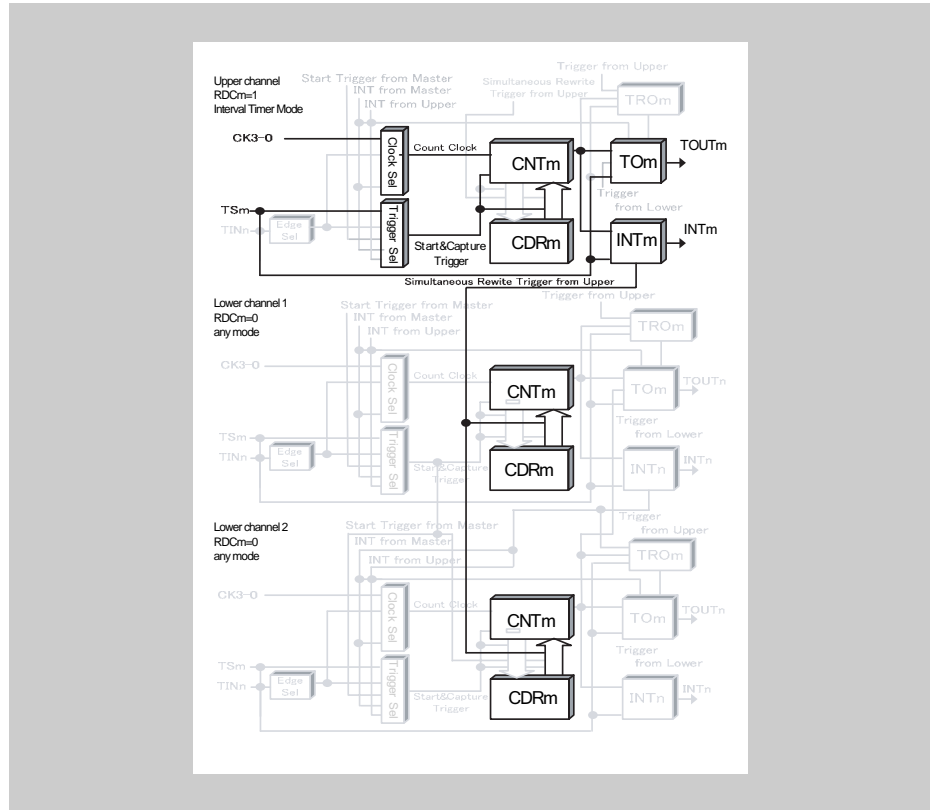 Upper channel
RDCm=1
Interval Timer Mode
Start Trigger from Master
INT from Master
INT from Upper
Simultaneous Rewrite
Trigger from Upper
Trigger from Upper
TROm
CK3-0
Clock Sel
Count Clock
CNTm
TOm
TOUTm
Trigger
from Lower
TSm
TINn
Edge
Sel
Trigger Sel
Start&Capture
Trigger
CDRm
INTm
INTm
Simultaneous Rewite Trigger from Upper
Lower channel 1
RDCm=0
any mode
Start Trigger from Master
INT from Master
INT from Upper
Trigger from Upper
TROm
CK3-0
Clock Sel
Count Clock
CNTm
TOm
TOUTn
Trigger
from Lower
TSm
TINn
Edge
Sel
Trigger Sel
Start&Capture
Trigger
CDRm
INTn
INTn
Lower channel 2
RDCm=0
any mode
Start Trigger from Master
INT from Master
INT from Upper
Trigger
from Upper
TROm
CK3-0
Clock Sel
Count Clock
CNTm
TOm
TOUTn
Trigger
from Lower
TSm
TINn
Edge
Sel
Trigger Sel
Start&Capture
Trigger
CDRm
INTn
INTn